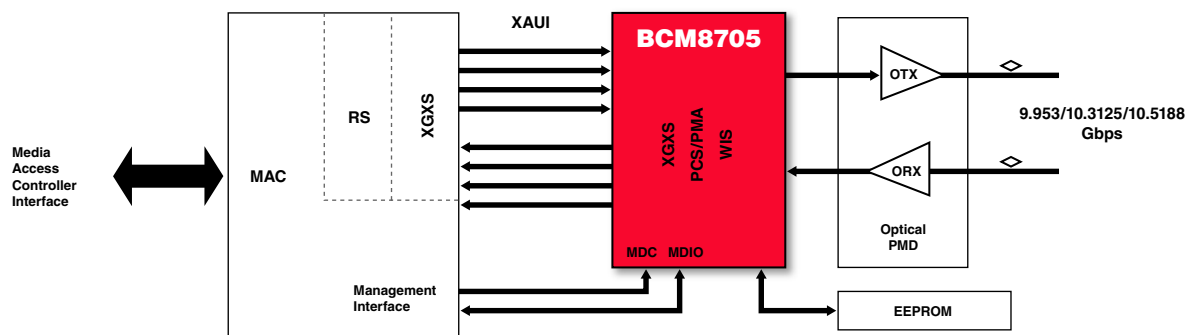 XAUI
BCM8705
OTX
RS
XGXS
9.953/10.3125/10.5188
Gbps
XGXS
PCS/PMA
WIS
Media
Access
Controller
Interface
MAC
ORX
Optical
PMD
MDC MDIO
Management
Interface
EEPROM